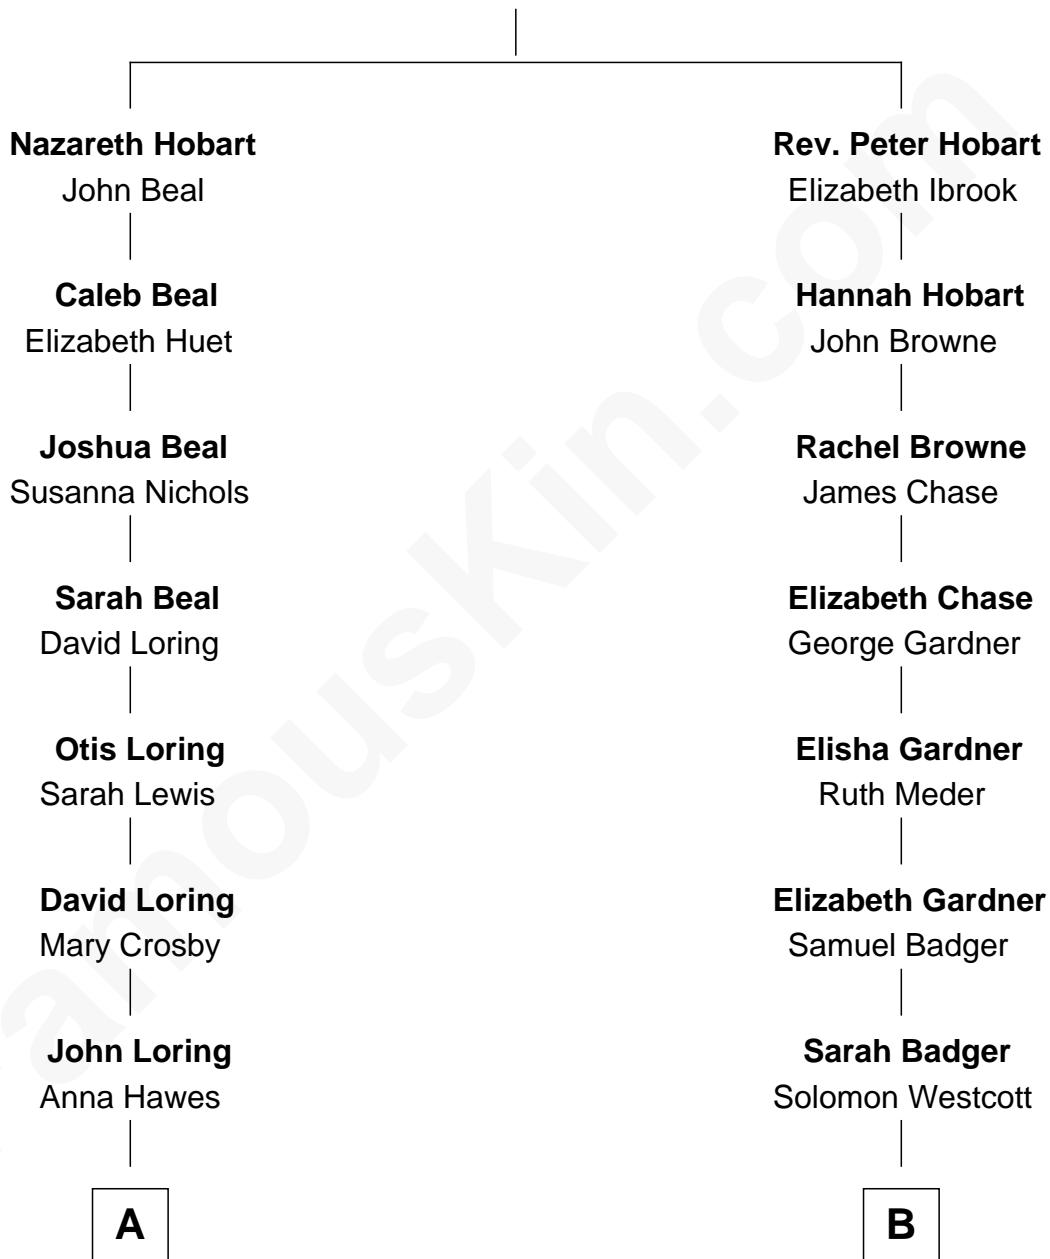 Nazareth Hobart
John Beal
Caleb Beal
Elizabeth Huet
Joshua Beal
Susanna Nichols
Sarah Beal
David Loring
Otis Loring
Sarah Lewis
David Loring
Mary Crosby
John Loring
Anna Hawes
A
Rev. Peter Hobart
Elizabeth Ibrook
Hannah Hobart
John Browne
Rachel Browne
James Chase
Elizabeth Chase
George Gardner
Elisha Gardner
Ruth Meder
Elizabeth Gardner
Samuel Badger
Sarah Badger
Solomon Westcott
B
amouskin.com